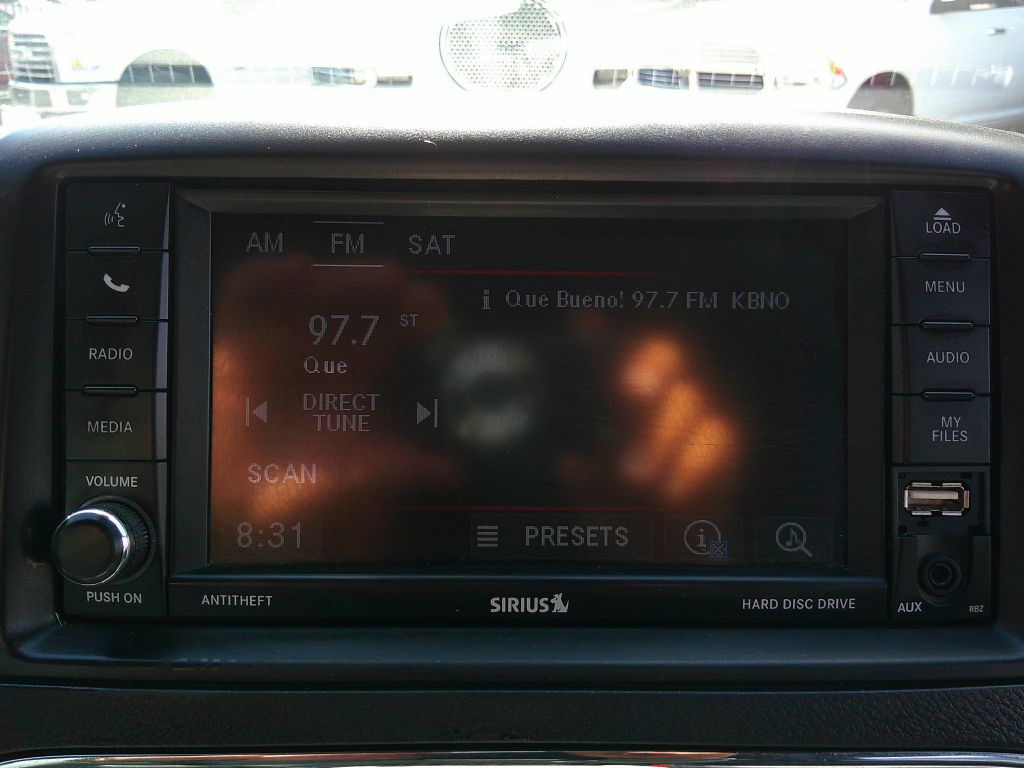 AM FM SAT
LOAD
MENU
i Que Bueno! 97.7 FM KBNO
97.7 ST
Que
RADIO
AUDIO
DIRECT
TUNE
MEDIA
MY
FILES
SCAN
VOLUME
8:31 PRESETS i
PUSH ON
ANTITHEFT
SIRIUS
HARD DISC DRIVE
AUX
RBZ